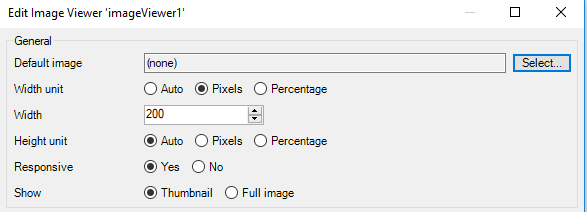 Edit Image Viewer 'imageViewer1'
General
Default image (none) Select...
Width unit Auto Pixels Percentage
Width 200
Height unit Auto Pixels Percentage
Responsive Yes No
Show Thumbnail Full image